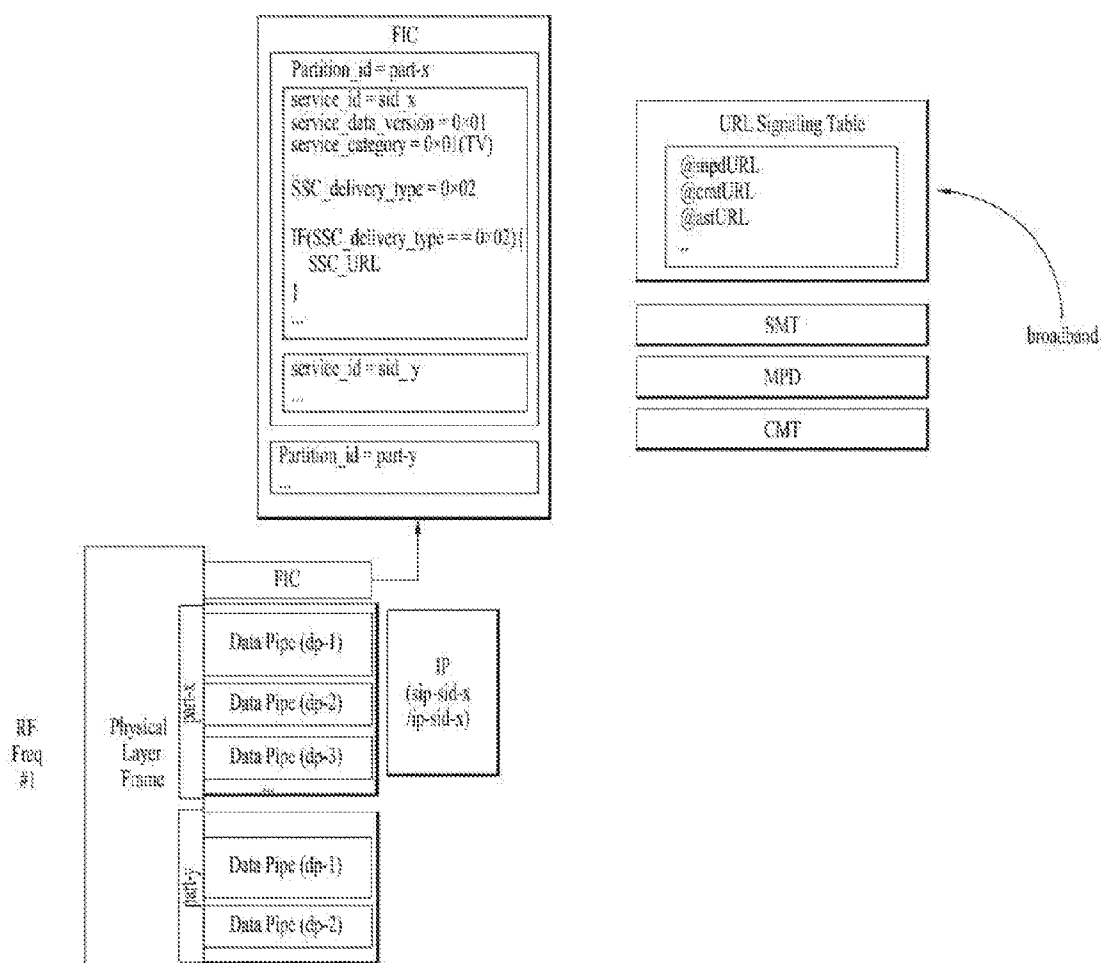 FIC
Partition_id = part-x
service_id = sid_x
service_data_version = 0×01
service_category = 0×01(TV)
SSC_delivery_type = 0×02
IF(SSC_delivery_type == 0×02){
SSC_URL
}
...
service_id = sid_y
...
Partition_id = part-y
...
URL Signaling Table
@mpdURL
@cmtURL
@astURL
...
SMT
MPD
CMT
broadband
RF
Freq
#1
Physical
Layer
Frame
FIC
part-x
Data Pipe (dp-1)
Data Pipe (dp-2)
Data Pipe (dp-3)
...
IP
(sip-sid-x
/ip-sid-x)
part-y
Data Pipe (dp-1)
Data Pipe (dp-2)